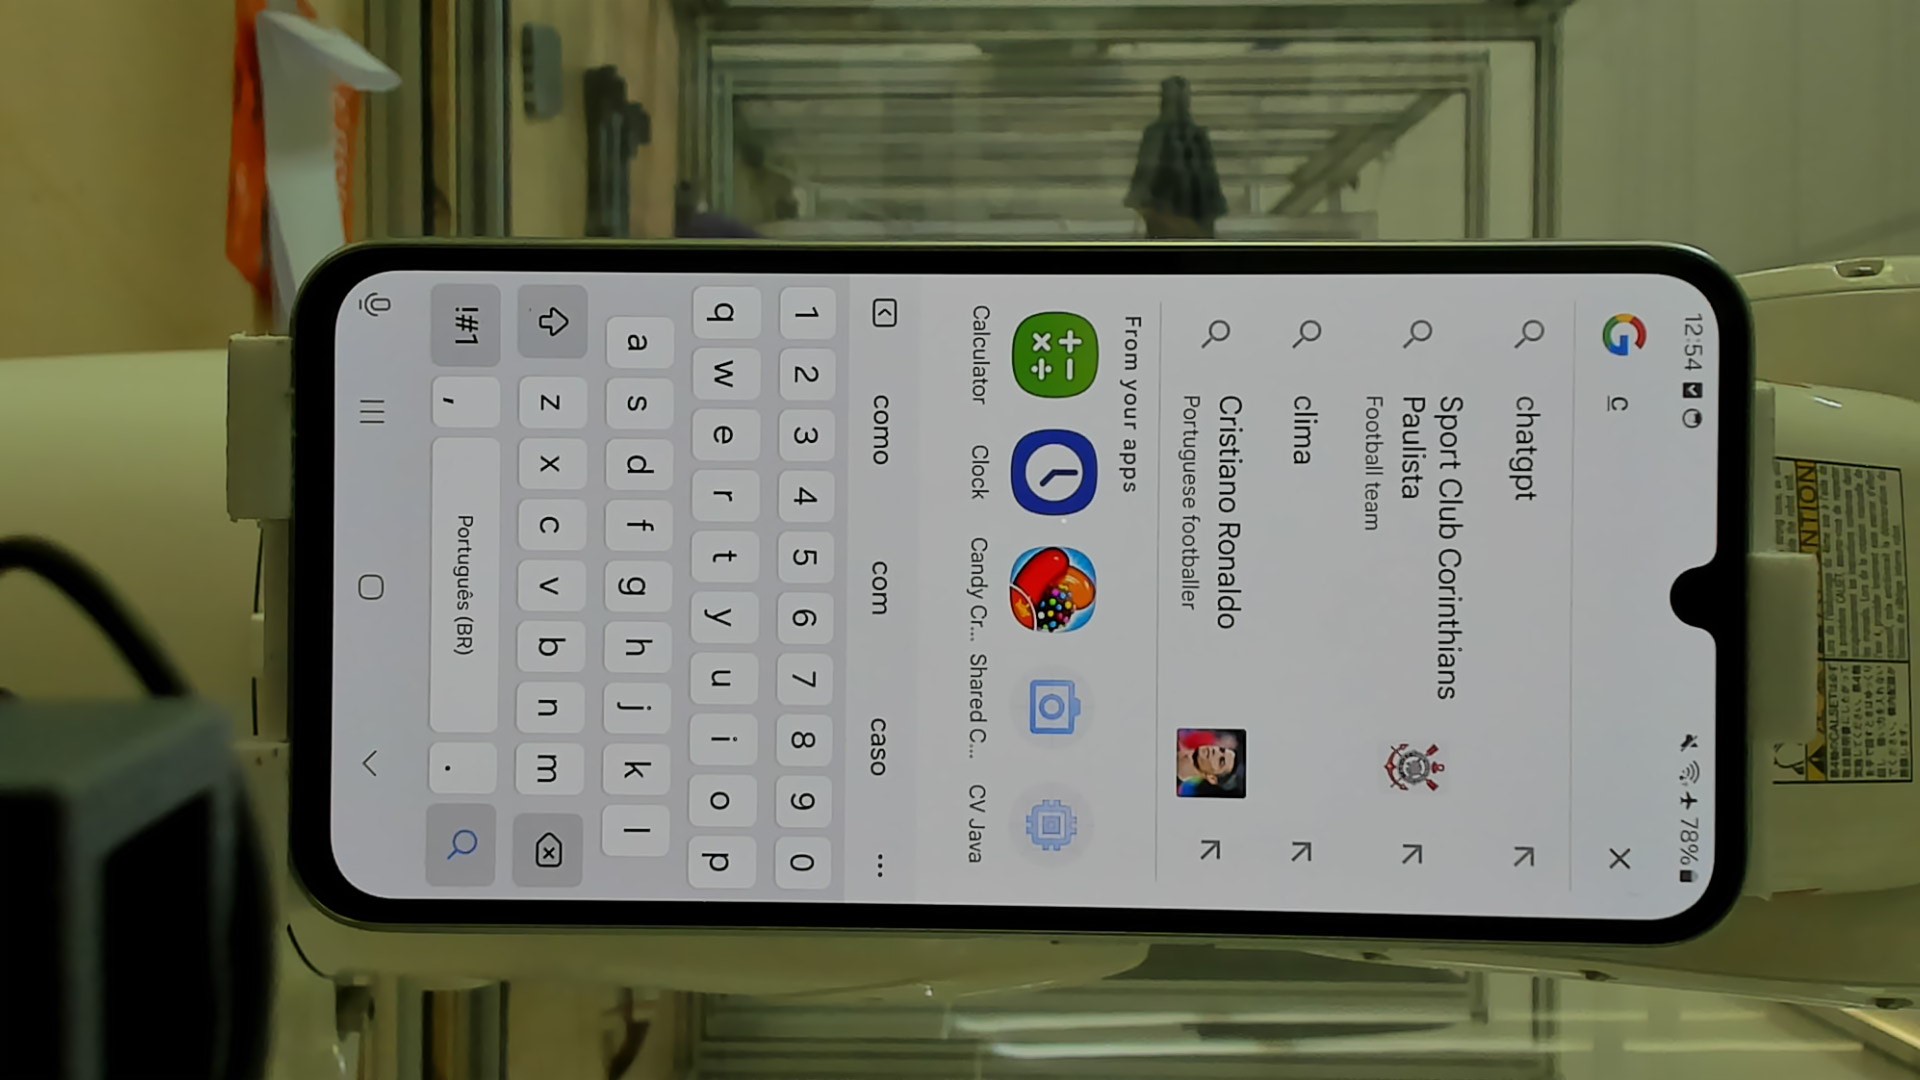 12:54
78%
c
chatgpt
Sport Club Corinthians
Paulista
Football team
clima
Cristiano Ronaldo
Portuguese footballer
From your apps
Calculator
Clock
Candy Cr...
Shared C...
CV Java
como com caso ...
1 2 3 4 5 6 7 8 9 0
q w e r t y u i o p
a s d f g h j k l
z x c v b n m
!#1 , Português (BR) .